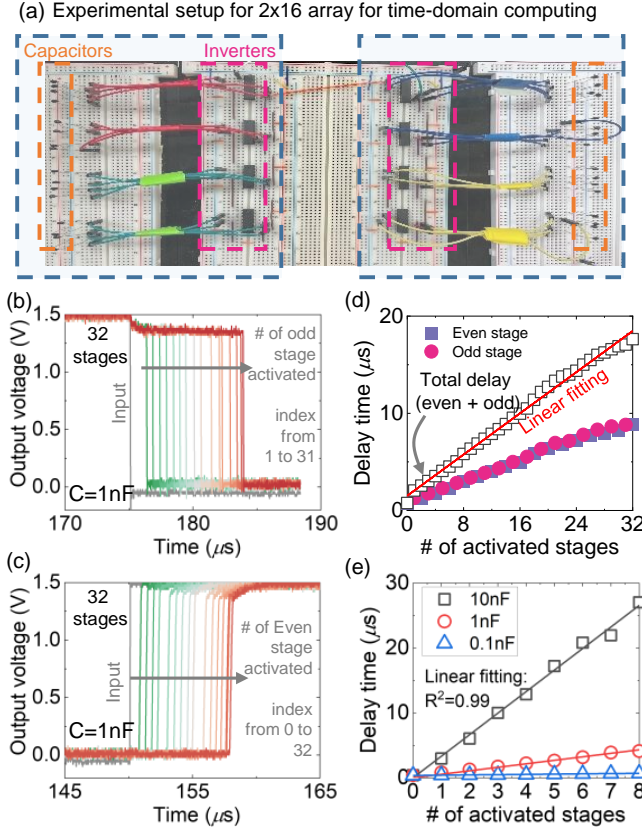 (a) Experimental setup for 2x16 array for time-domain computing
Capacitors
Inverters
(b)
Output voltage (V)
1.5
1.0
0.5
0.0
32
stages
Input
# of odd
stage
activated
index
from
1 to 31
C=1nF
170
180
190
Time (μs)
(c)
Output voltage (V)
1.5
1.0
0.5
0.0
32
stages
Input
# of Even
stage
activated
index
from 0 to
32
C=1nF
145
155
165
Time (μs)
(d)
Delay time (μs)
20
10
0
Even stage
Odd stage
Total delay
(even + odd)
Linear fitting
0
8
16
24
32
# of activated stages
(e)
Delay time (μs)
30
20
10
0
10nF
1nF
0.1nF
Linear fitting:
R²=0.99
0
1
2
3
4
5
6
7
8
# of activated stages